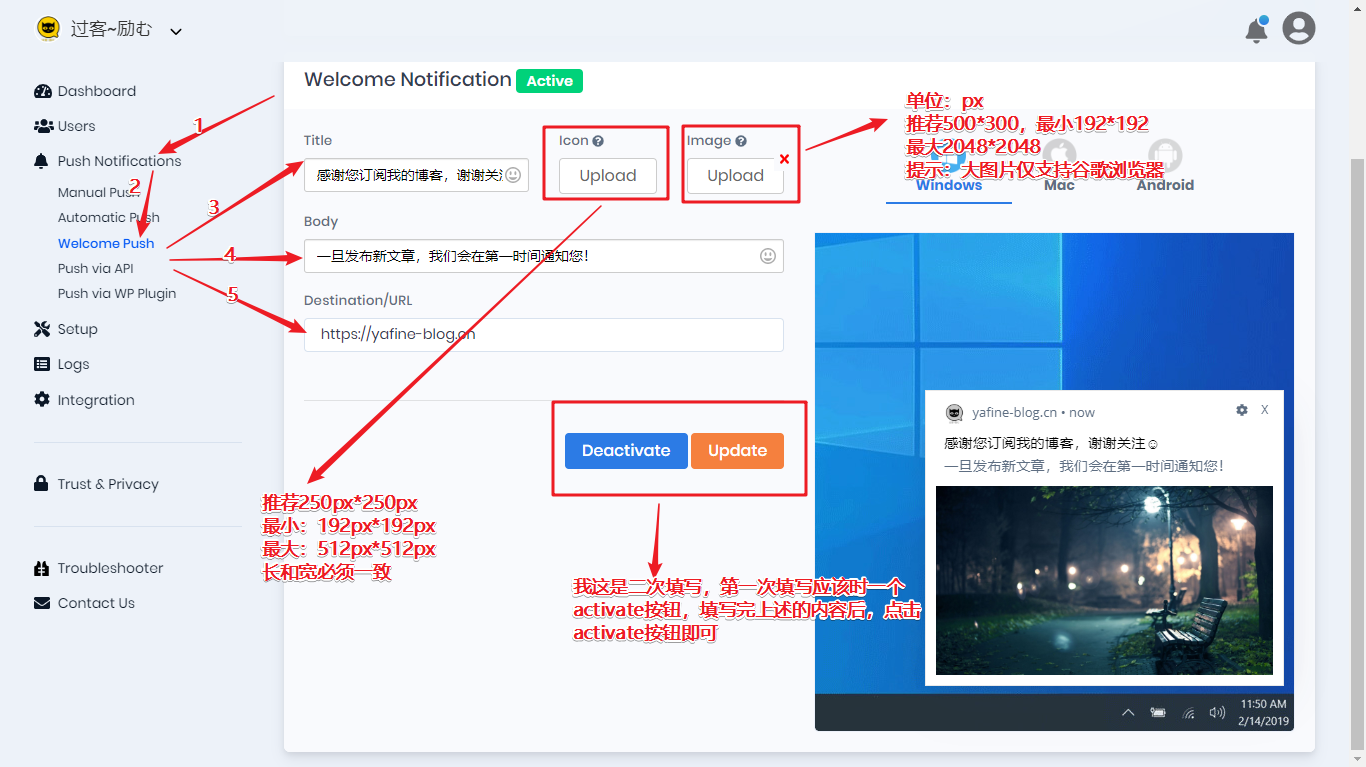 过客~励む
Dashboard
Users
Push Notifications
Manual Push
Automatic Push
Welcome Push
Push via API
Push via WP Plugin
Setup
Logs
Integration
Trust & Privacy
Troubleshooter
Contact Us
1
2
3
4
5
Welcome Notification Active
Title
感谢您订阅我的博客，谢谢关注
Icon
Upload
Image
Upload
Body
一旦发布新文章，我们会在第一时间通知您！
Destination/URL
https://yafine-blog.cn
Deactivate
Update
推荐250px*250px
最小：192px*192px
最大：512px*512px
长和宽必须一致
我这是二次填写，第一次填写应该时一个
activate按钮，填写完上述的内容后，点击
activate按钮即可
单位：px
推荐500*300，最小192*192
最大2048*2048
提示：大图片仅支持谷歌浏览器
Windows
Mac
Android
yafine-blog.cn • now
X
感谢您订阅我的博客，谢谢关注☺
一旦发布新文章，我们会在第一时间通知您！
11:50 AM
2/14/2019